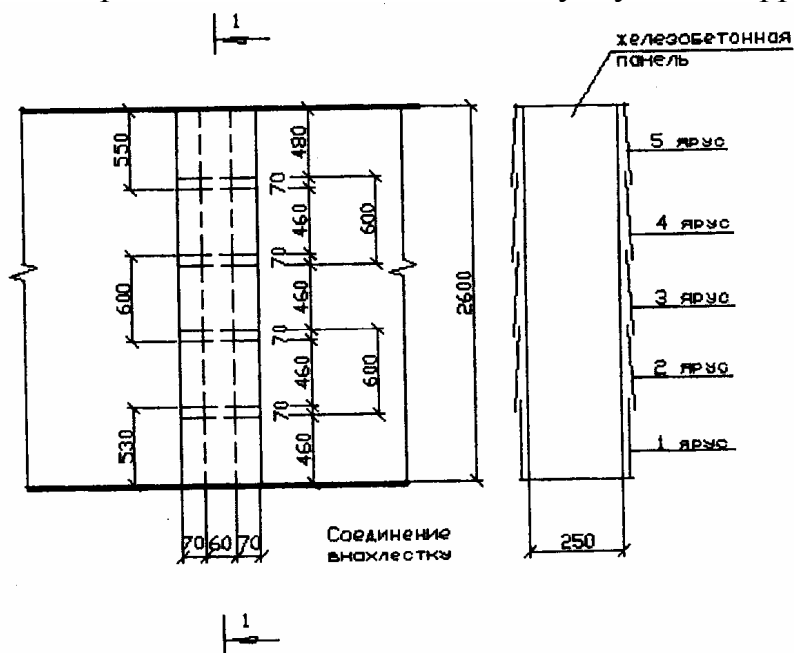 1
железобетонная
панель
550
480
5 ярус
70
460
600
4 ярус
70
600
460
2600
3 ярус
70
460
600
2 ярус
70
530
460
1 ярус
70 60 70
Соединение
внахлестку
250
1